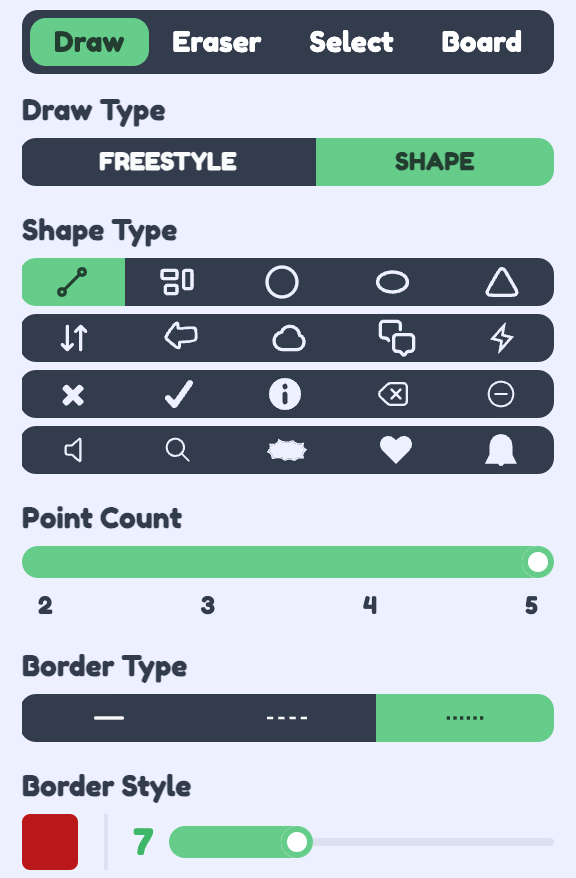 Draw Eraser Select Board
Draw Type
FREESTYLE SHAPE
Shape Type
Point Count
2 3 4 5
Border Type
Border Style
7